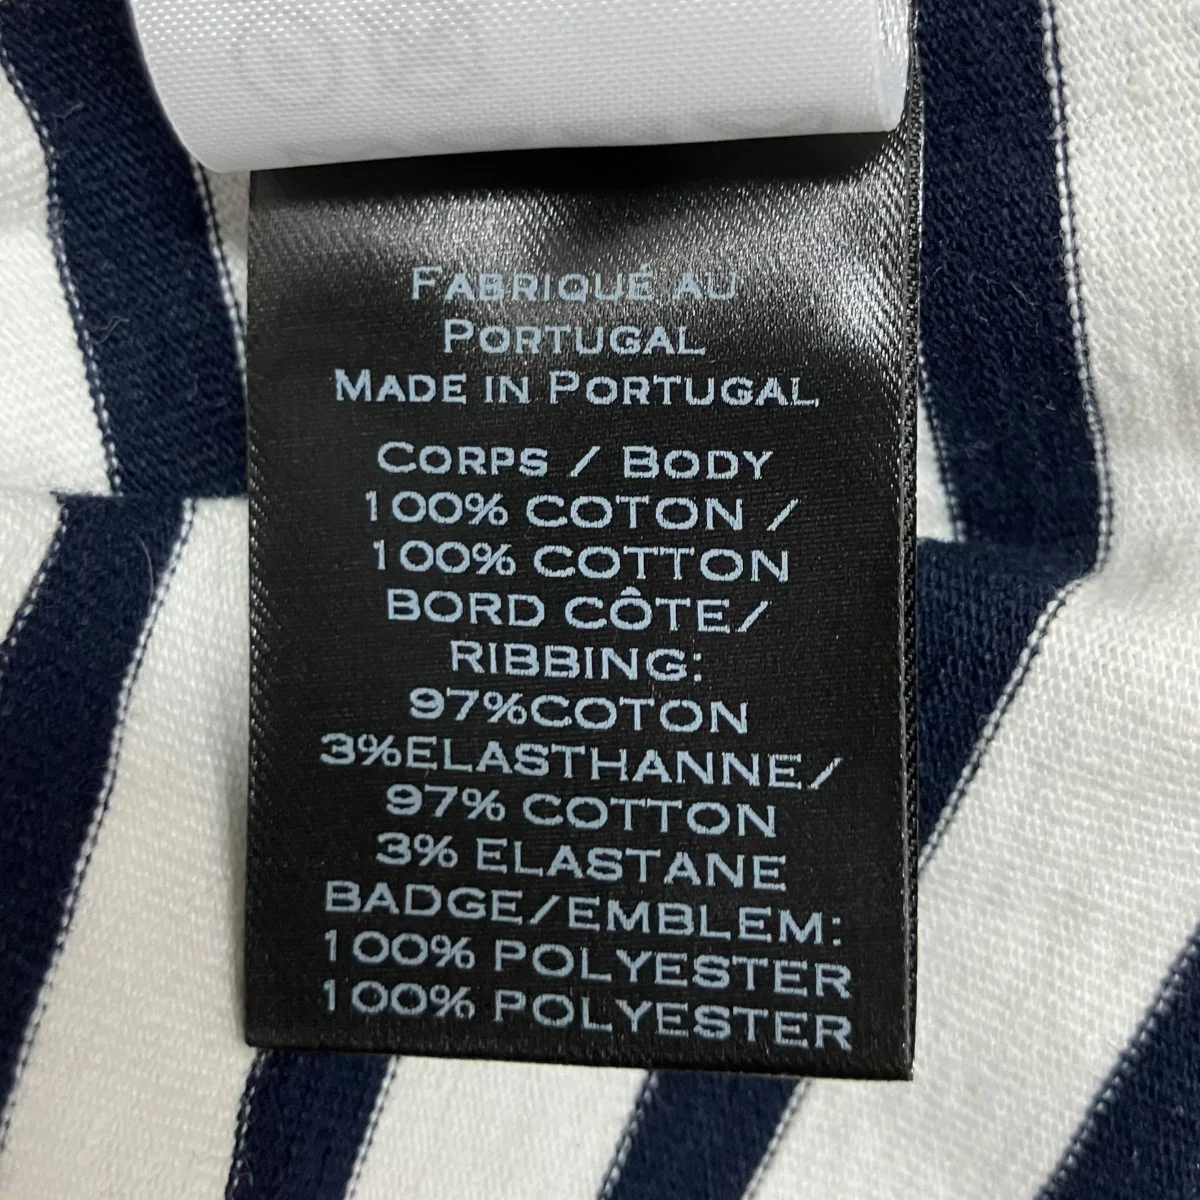 FABRIQUÉ AU
PORTUGAL
MADE IN PORTUGAL
CORPS / BODY
100% COTON /
100% COTTON
BORD CÔTE/
RIBBING:
97%COTON
3%ELASTHANNE/
97% COTTON
3% ELASTANE
BADGE/EMBLEM:
100% POLYESTER
100% POLYESTER